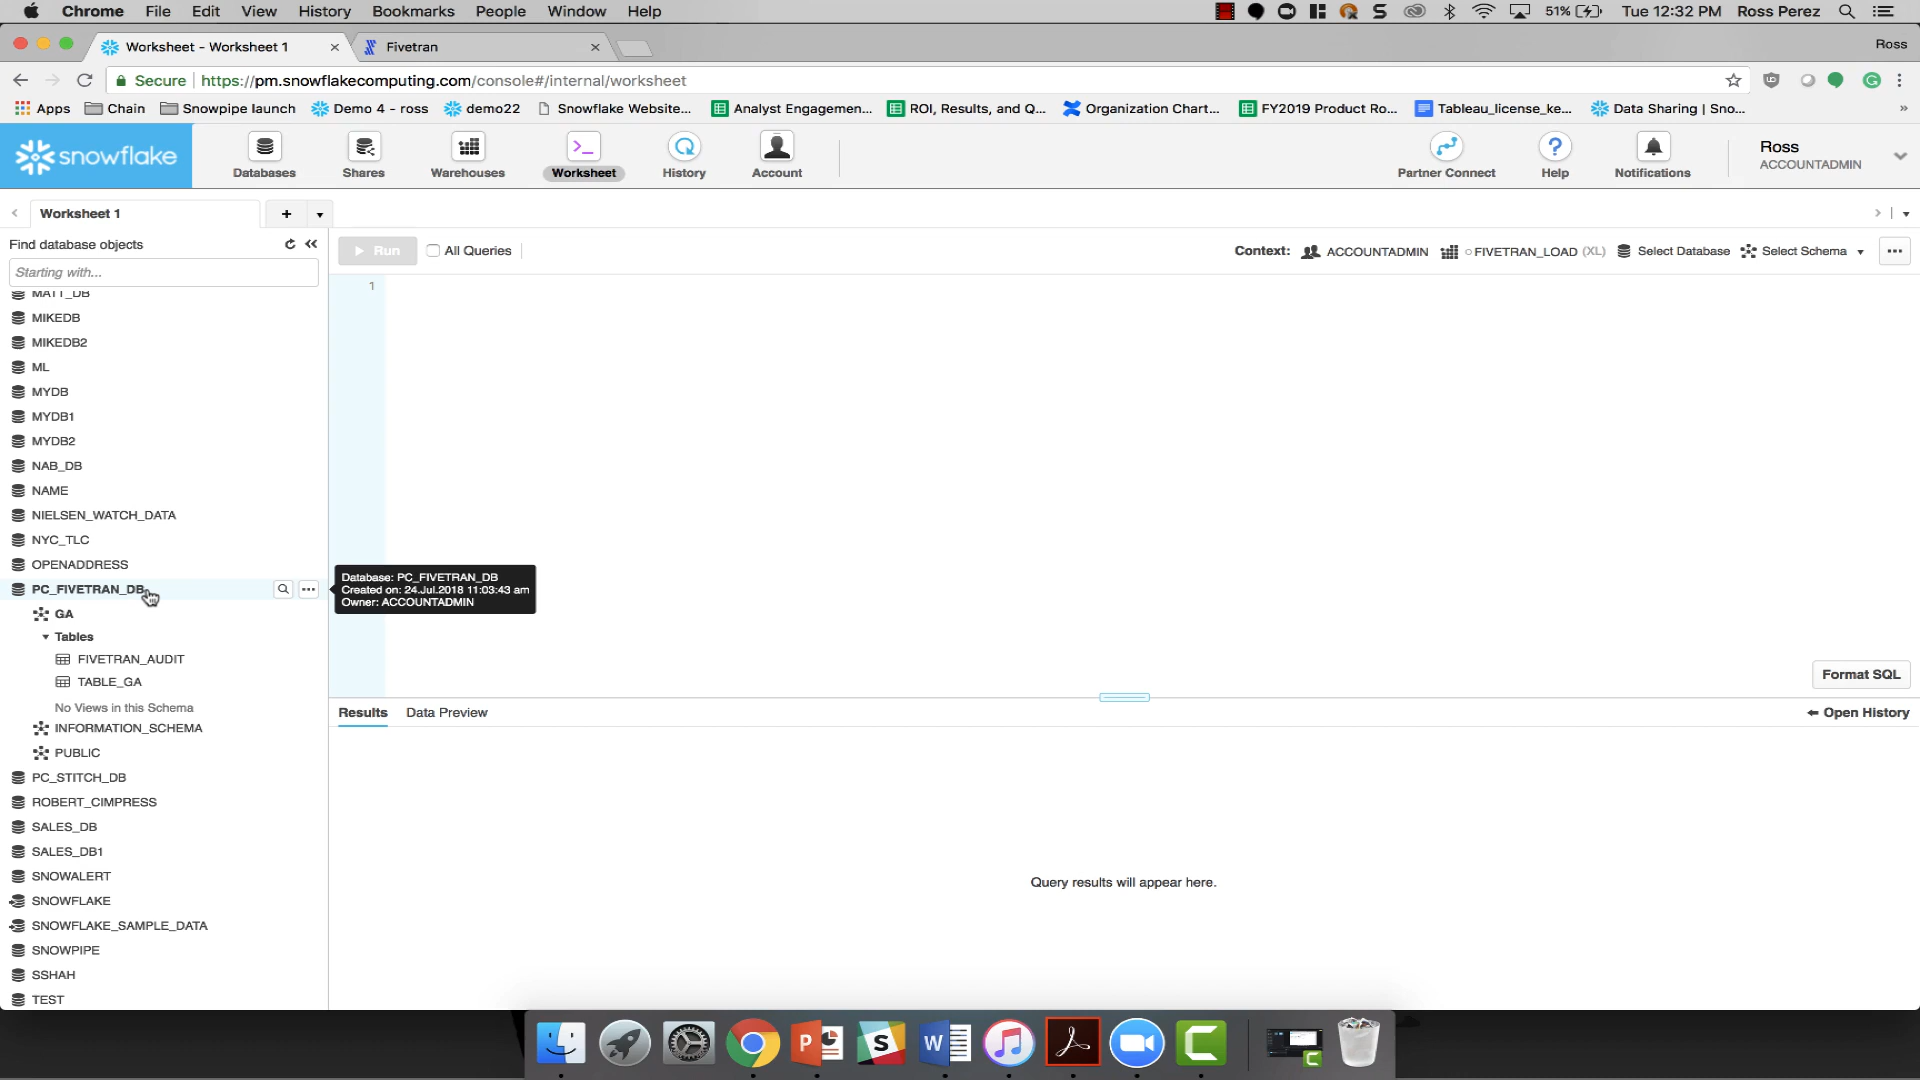 Chrome File Edit View History Bookmarks People Window Help 51% Tue 12:32 PM Ross Perez
Worksheet - Worksheet 1 Fivetran Ross
Secure https://pm.snowflakecomputing.com/console#/internal/worksheet
Apps Chain Snowpipe launch Demo 4 - ross demo22 Snowflake Website... Analyst Engagemen... ROI, Results, and Q... Organization Chart... FY2019 Product Ro... Tableau_license_ke... Data Sharing | Sno... »
snowflake Databases Shares Warehouses Worksheet History Account Partner Connect Help Notifications Ross ACCOUNTADMIN
Worksheet 1 +
Find database objects
Starting with...
Run All Queries Context: ACCOUNTADMIN FIVETRAN_LOAD (XL) Select Database Select Schema
1
MATT_DB
MIKEDB
MIKEDB2
ML
MYDB
MYDB1
MYDB2
NAB_DB
NAME
NIELSEN_WATCH_DATA
NYC_TLC
OPENADDRESS
PC_FIVETRAN_DB
Database: PC_FIVETRAN_DB
Created on: 24.Jul.2018 11:03:43 am
Owner: ACCOUNTADMIN
GA
Tables
FIVETRAN_AUDIT
TABLE_GA
No Views in this Schema
INFORMATION_SCHEMA
PUBLIC
PC_STITCH_DB
ROBERT_CIMPRESS
SALES_DB
SALES_DB1
SNOWALERT
SNOWFLAKE
SNOWFLAKE_SAMPLE_DATA
SNOWPIPE
SSHAH
TEST
Format SQL
Results Data Preview Open History
Query results will appear here.